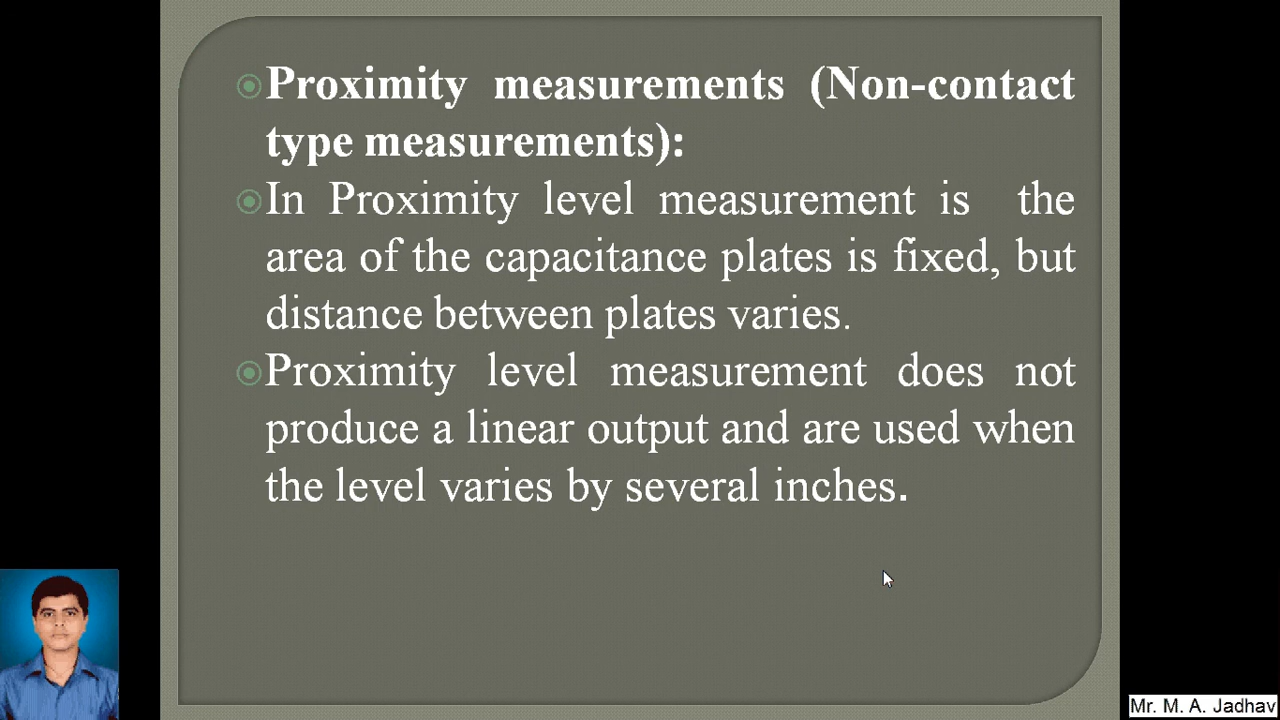 Proximity measurements (Non-contact
type measurements):
In Proximity level measurement is the
area of the capacitance plates is fixed, but
distance between plates varies.
Proximity level measurement does not
produce a linear output and are used when
the level varies by several inches.
Mr. M. A. Jadhav